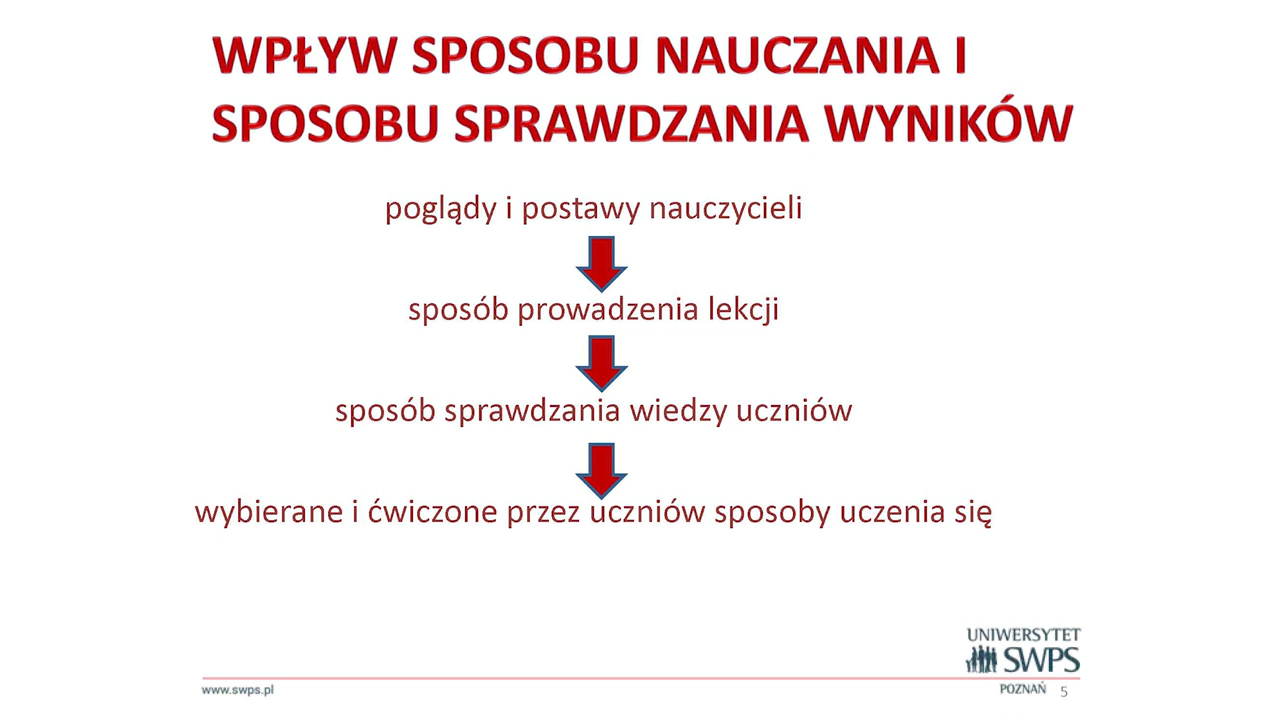 WPŁYW SPOSOBU NAUCZANIA I
SPOSOBU SPRAWDZANIA WYNIKÓW
poglądy i postawy nauczycieli
sposób prowadzenia lekcji
sposób sprawdzania wiedzy uczniów
wybierane i ćwiczone przez uczniów sposoby uczenia się
UNIWERSYTET
SWPS
www.swps.pl
POZNAŃ 5